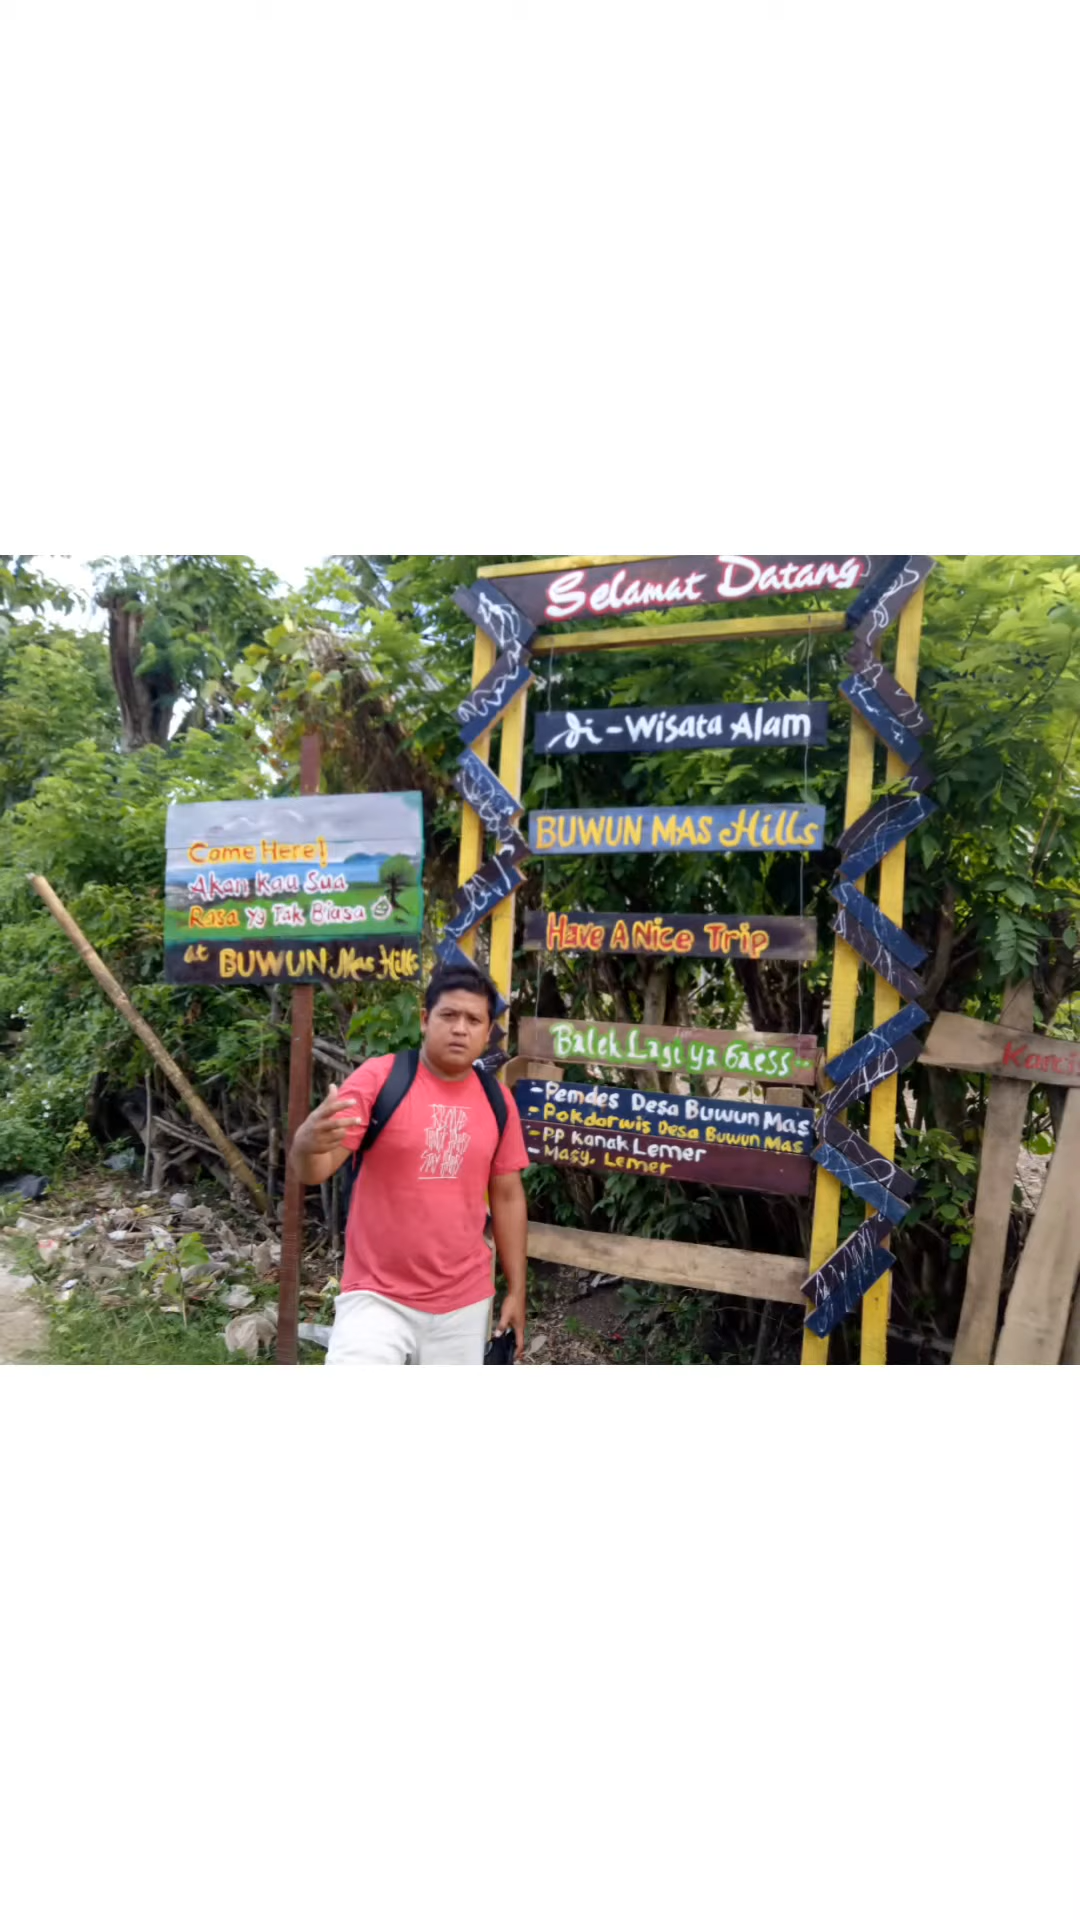 Selamat Datang
di - Wisata Alam
BUWUN MAS Hills
Have A Nice Trip
Balek Lagi ya Gaess..
- Pemdes Desa Buwun Mas
- Pokdarwis Desa Buwun Mas
- PP Kanak Lemer
- Masy. Lemer
Come Here!
Akan Kau Sua
Rasa Yg Tak Biasa
at BUWUN Mas Hills